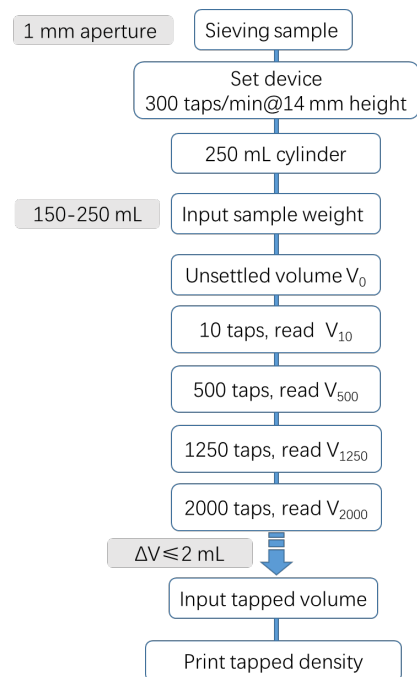 1 mm aperture
Sieving sample
Set device
300 taps/min@14 mm height
250 mL cylinder
150-250 mL
Input sample weight
Unsettled volume V₀
10 taps, read V₁₀
500 taps, read V₅₀₀
1250 taps, read V₁₂₅₀
2000 taps, read V₂₀₀₀
ΔV≤2 mL
Input tapped volume
Print tapped density